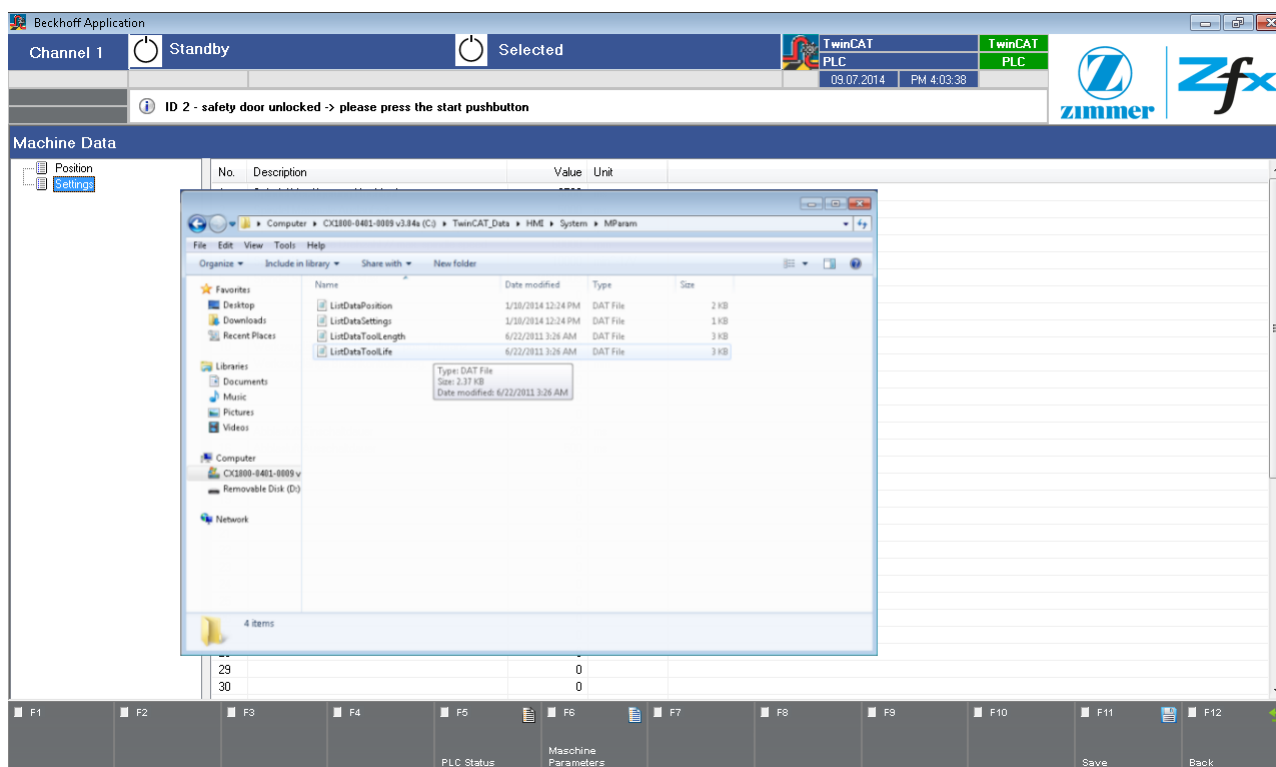 Beckhoff Application
Channel 1
Standby
Selected
TwinCAT
PLC
09.07.2014 PM 4:03:38
TwinCAT
PLC
zimmer
Zfx
ID 2 - safety door unlocked -> please press the start pushbutton
Machine Data
Position
Settings
No. Description Value Unit
Computer ▸ CX1800-0401-0009 v3.84a (C:) ▸ TwinCAT_Data ▸ HMI ▸ System ▸ MParam
File Edit View Tools Help
Organize Include in library Share with New folder
Name Date modified Type Size
ListDataPosition 1/18/2014 12:24 PM DAT File 2 KB
ListDataSettings 1/18/2014 12:24 PM DAT File 1 KB
ListDataToolLength 6/22/2011 3:26 AM DAT File 3 KB
ListDataToolLife 6/22/2011 3:26 AM DAT File 3 KB
Type: DAT File
Size: 2.37 KB
Date modified: 6/22/2011 3:26 AM
Favorites
Desktop
Downloads
Recent Places
Libraries
Documents
Music
Pictures
Videos
Computer
CX1800-0401-0009 v
Removable Disk (D:)
Network
4 items
29 0
30 0
F1 F2 F3 F4 F5 F6 F7 F8 F9 F10 F11 F12
PLC Status
Maschine
Parameters
Save
Back